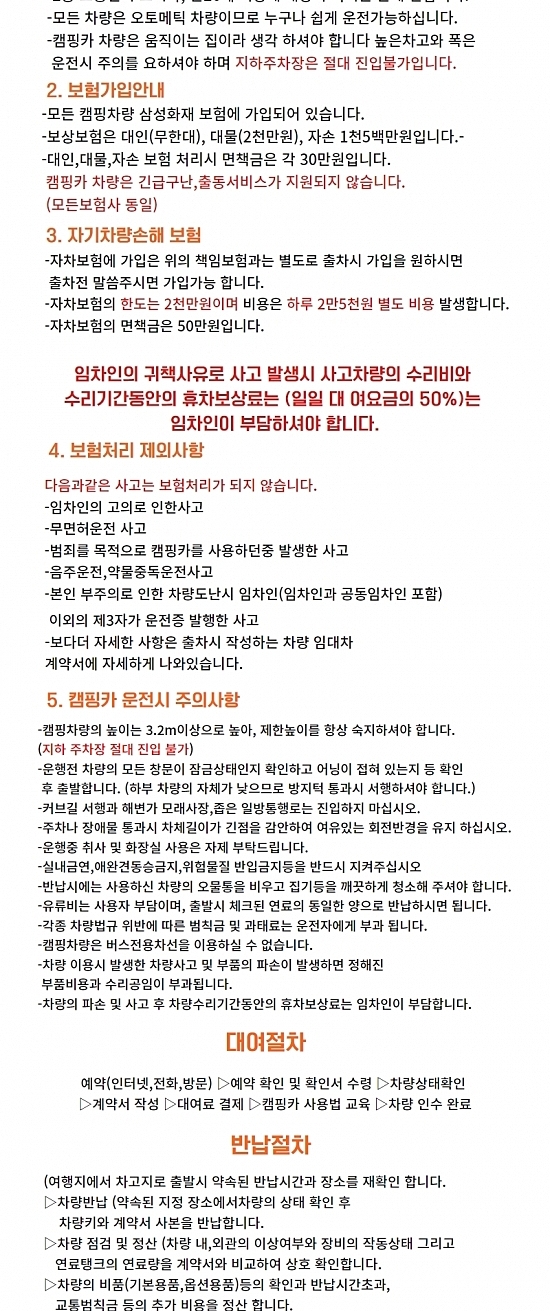 -모든 차량은 오토메틱 차량이므로 누구나 쉽게 운전가능하십니다.
-캠핑카 차량은 움직이는 집이라 생각 하셔야 합니다 높은차고와 폭은
운전시 주의를 요하셔야 하며 지하주차장은 절대 진입불가입니다.
2. 보험가입안내
-모든 캠핑차량 삼성화재 보험에 가입되어 있습니다.
-보상보험은 대인(무한대), 대물(2천만원), 자손 1천5백만원입니다.-
-대인,대물,자손 보험 처리시 면책금은 각 30만원입니다.
캠핑카 차량은 긴급구난,출동서비스가 지원되지 않습니다.
(모든보험사 동일)
3. 자기차량손해 보험
-자차보험에 가입은 위의 책임보험과는 별도로 출차시 가입을 원하시면
출차전 말씀주시면 가입가능 합니다.
-자차보험의 한도는 2천만원이며 비용은 하루 2만5천원 별도 비용 발생합니다.
-자차보험의 면책금은 50만원입니다.
임차인의 귀책사유로 사고 발생시 사고차량의 수리비와
수리기간동안의 휴차보상료는 (일일 대 여요금의 50%)는
임차인이 부담하셔야 합니다.
4. 보험처리 제외사항
다음과같은 사고는 보험처리가 되지 않습니다.
-임차인의 고의로 인한사고
-무면허운전 사고
-범죄를 목적으로 캠핑카를 사용하던중 발생한 사고
-음주운전,약물중독운전사고
-본인 부주의로 인한 차량도난시 임차인(임차인과 공동임차인 포함)
이외의 제3자가 운전증 발행한 사고
-보다더 자세한 사항은 출차시 작성하는 차량 임대차
계약서에 자세하게 나와있습니다.
5. 캠핑카 운전시 주의사항
-캠핑차량의 높이는 3.2m이상으로 높아, 제한높이를 항상 숙지하셔야 합니다.
(지하 주차장 절대 진입 불가)
-운행전 차량의 모든 창문이 잠금상태인지 확인하고 어닝이 접혀 있는지 등 확인
후 출발합니다. (하부 차량의 자체가 낮으므로 방지턱 통과시 서행하셔야 합니다.)
-커브길 서행과 해변가 모래사장,좁은 일방통행로는 진입하지 마십시오.
-주차나 장애물 통과시 차체길이가 긴점을 감안하여 여유있는 회전반경을 유지 하십시오.
-운행중 취사 및 화장실 사용은 자제 부탁드립니다.
-실내금연,애완견동승금지,위험물질 반입금지등을 반드시 지켜주십시오
-반납시에는 사용하신 차량의 오물통을 비우고 집기등을 깨끗하게 청소해 주셔야 합니다.
-유류비는 사용자 부담이며, 출발시 체크된 연료의 동일한 양으로 반납하시면 됩니다.
-각종 차량법규 위반에 따른 범칙금 및 과태료는 운전자에게 부과 됩니다.
-캠핑차량은 버스전용차선을 이용하실 수 없습니다.
-차량 이용시 발생한 차량사고 및 부품의 파손이 발생하면 정해진
부품비용과 수리공임이 부과됩니다.
-차량의 파손 및 사고 후 차량수리기간동안의 휴차보상료는 임차인이 부담합니다.
대여절차
예약(인터넷,전화,방문) ▷예약 확인 및 확인서 수령 ▷차량상태확인
▷계약서 작성 ▷대여료 결제 ▷캠핑카 사용법 교육 ▷차량 인수 완료
반납절차
(여행지에서 차고지로 출발시 약속된 반납시간과 장소를 재확인 합니다.
▷차량반납 (약속된 지정 장소에서차량의 상태 확인 후
차량키와 계약서 사본을 반납합니다.
▷차량 점검 및 정산 (차량 내,외관의 이상여부와 장비의 작동상태 그리고
연료탱크의 연료량을 계약서와 비교하여 상호 확인합니다.
▷차량의 비품(기본용품,옵션용품)등의 확인과 반납시간초과,
교통범칙금 등의 추가 비용을 정산 합니다.